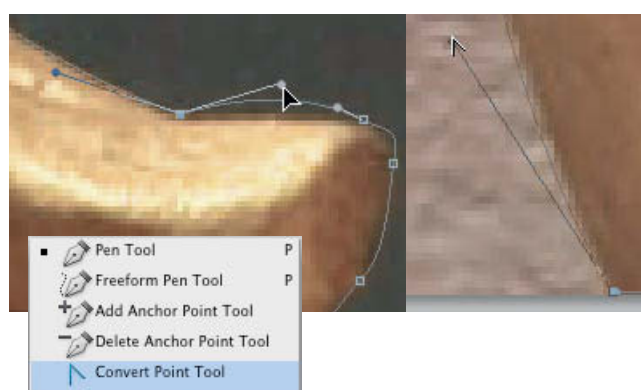 Pen Tool P
Freeform Pen Tool P
Add Anchor Point Tool
Delete Anchor Point Tool
Convert Point Tool